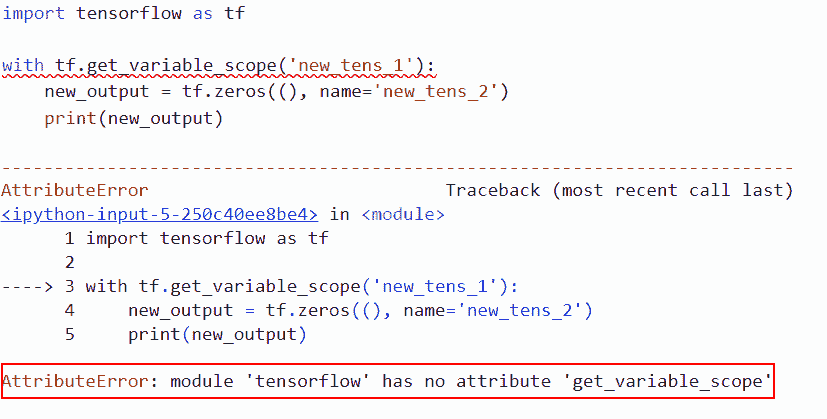 import tensorflow as tf
with tf.get_variable_scope('new_tens_1'):
    new_output = tf.zeros((), name='new_tens_2')
    print(new_output)
---------------------------------------------------------------------------
AttributeError                            Traceback (most recent call last)
<ipython-input-5-250c40ee8be4> in <module>
      1 import tensorflow as tf
      2
----> 3 with tf.get_variable_scope('new_tens_1'):
      4     new_output = tf.zeros((), name='new_tens_2')
      5     print(new_output)
AttributeError: module 'tensorflow' has no attribute 'get_variable_scope'